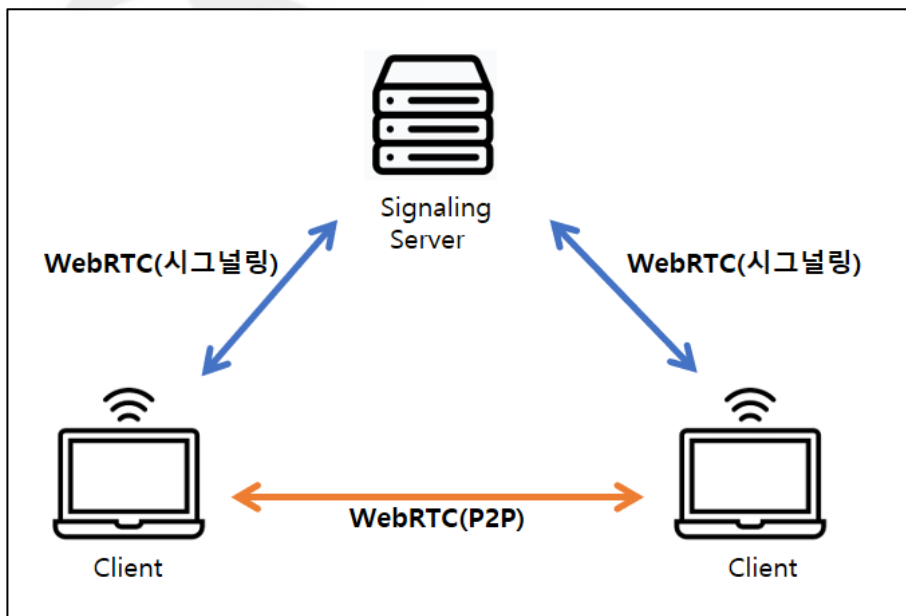 Signaling
Server
WebRTC(시그널링)
WebRTC(시그널링)
WebRTC(P2P)
Client
Client